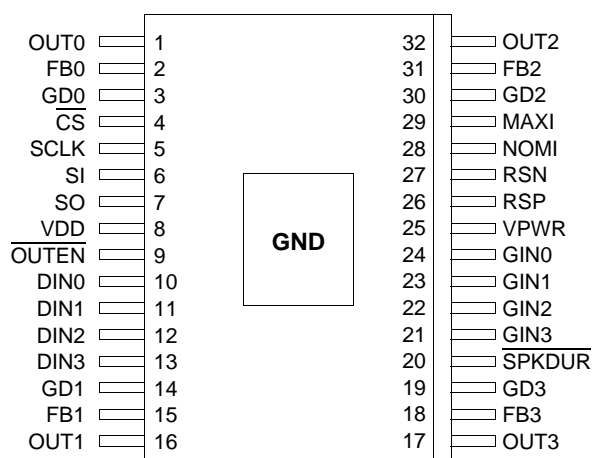 OUT0 1 32 OUT2
FB0 2 31 FB2
GD0 3 30 GD2
CS 4 29 MAXI
SCLK 5 28 NOMI
SI 6 27 RSN
SO 7 26 RSP
VDD 8 25 VPWR
GND
OUTEN 9 24 GIN0
DIN0 10 23 GIN1
DIN1 11 22 GIN2
DIN2 12 21 GIN3
DIN3 13 20 SPKDUR
GD1 14 19 GD3
FB1 15 18 FB3
OUT1 16 17 OUT3